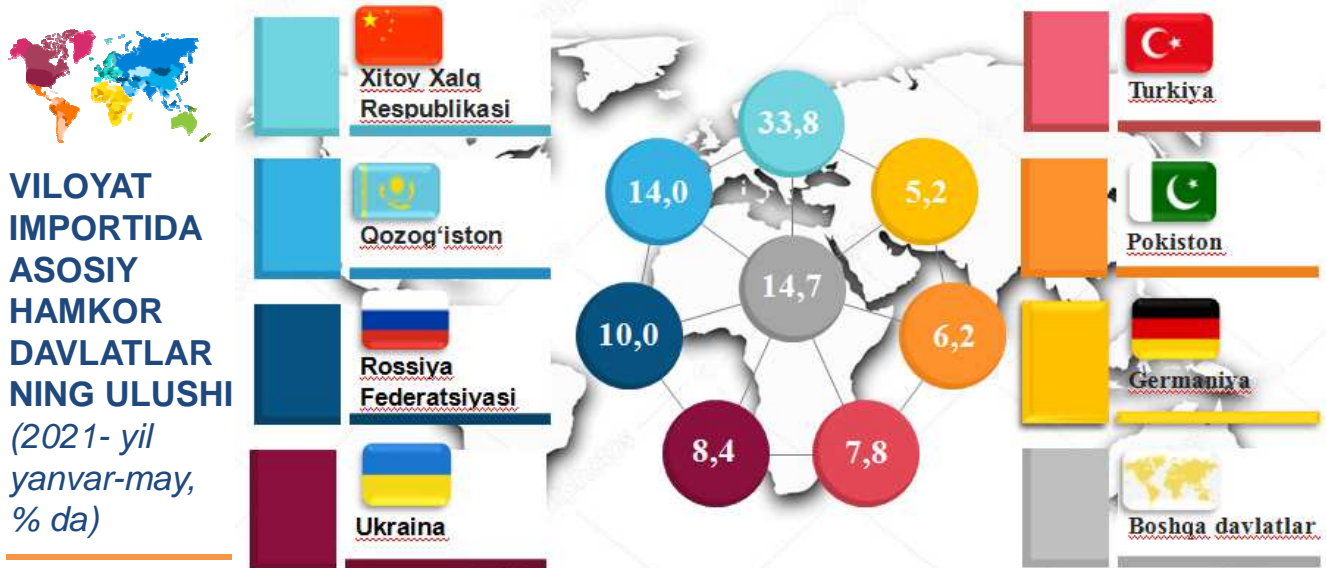 VILOYAT
IMPORTIDA
ASOSIY
HAMKOR
DAVLATLAR
NING ULUSHI
(2021- yil
yanvar-may,
% da)
Xitoy Xalq
Respublikasi
Qozog‘iston
Rossiya
Federatsiyasi
Ukraina
33,8
14,0
5,2
14,7
10,0
6,2
8,4
7,8
Turkiya
Pokiston
Germaniya
Boshqa davlatlar